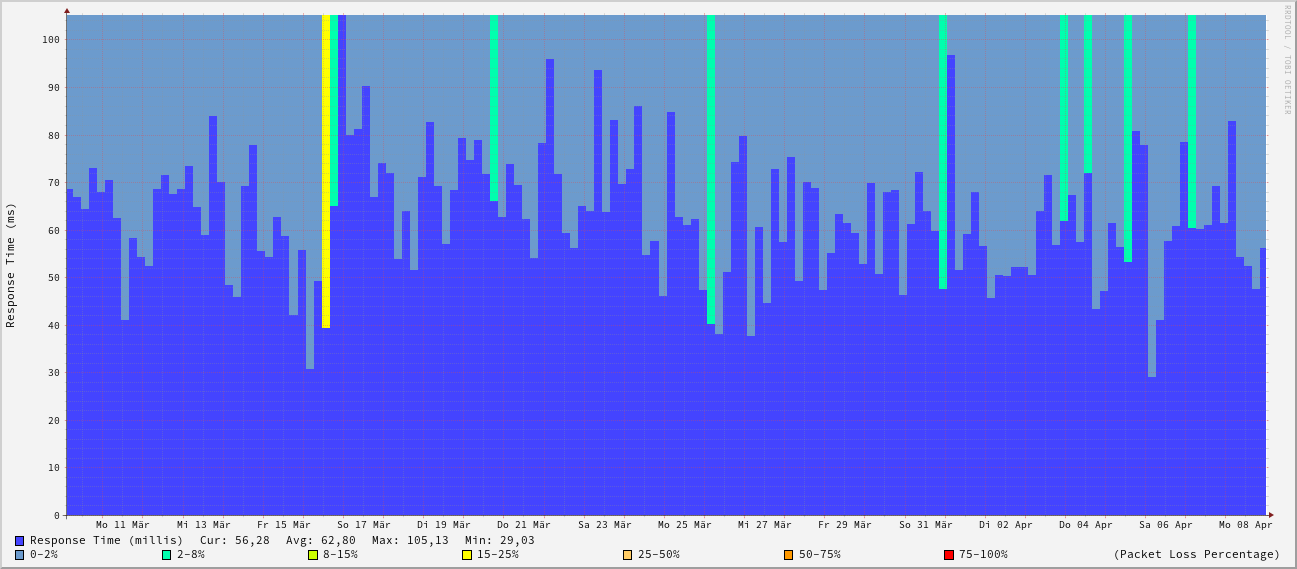 RRDTOOL / TOBI OETIKER
Response Time (ms)
100
90
80
70
60
50
40
30
20
10
0
Mo 11 Mär Mi 13 Mär Fr 15 Mär So 17 Mär Di 19 Mär Do 21 Mär Sa 23 Mär Mo 25 Mär Mi 27 Mär Fr 29 Mär So 31 Mär Di 02 Apr Do 04 Apr Sa 06 Apr Mo 08 Apr
Response Time (millis) Cur: 56,28 Avg: 62,80 Max: 105,13 Min: 29,03
0-2% 2-8% 8-15% 15-25% 25-50% 50-75% 75-100% (Packet Loss Percentage)